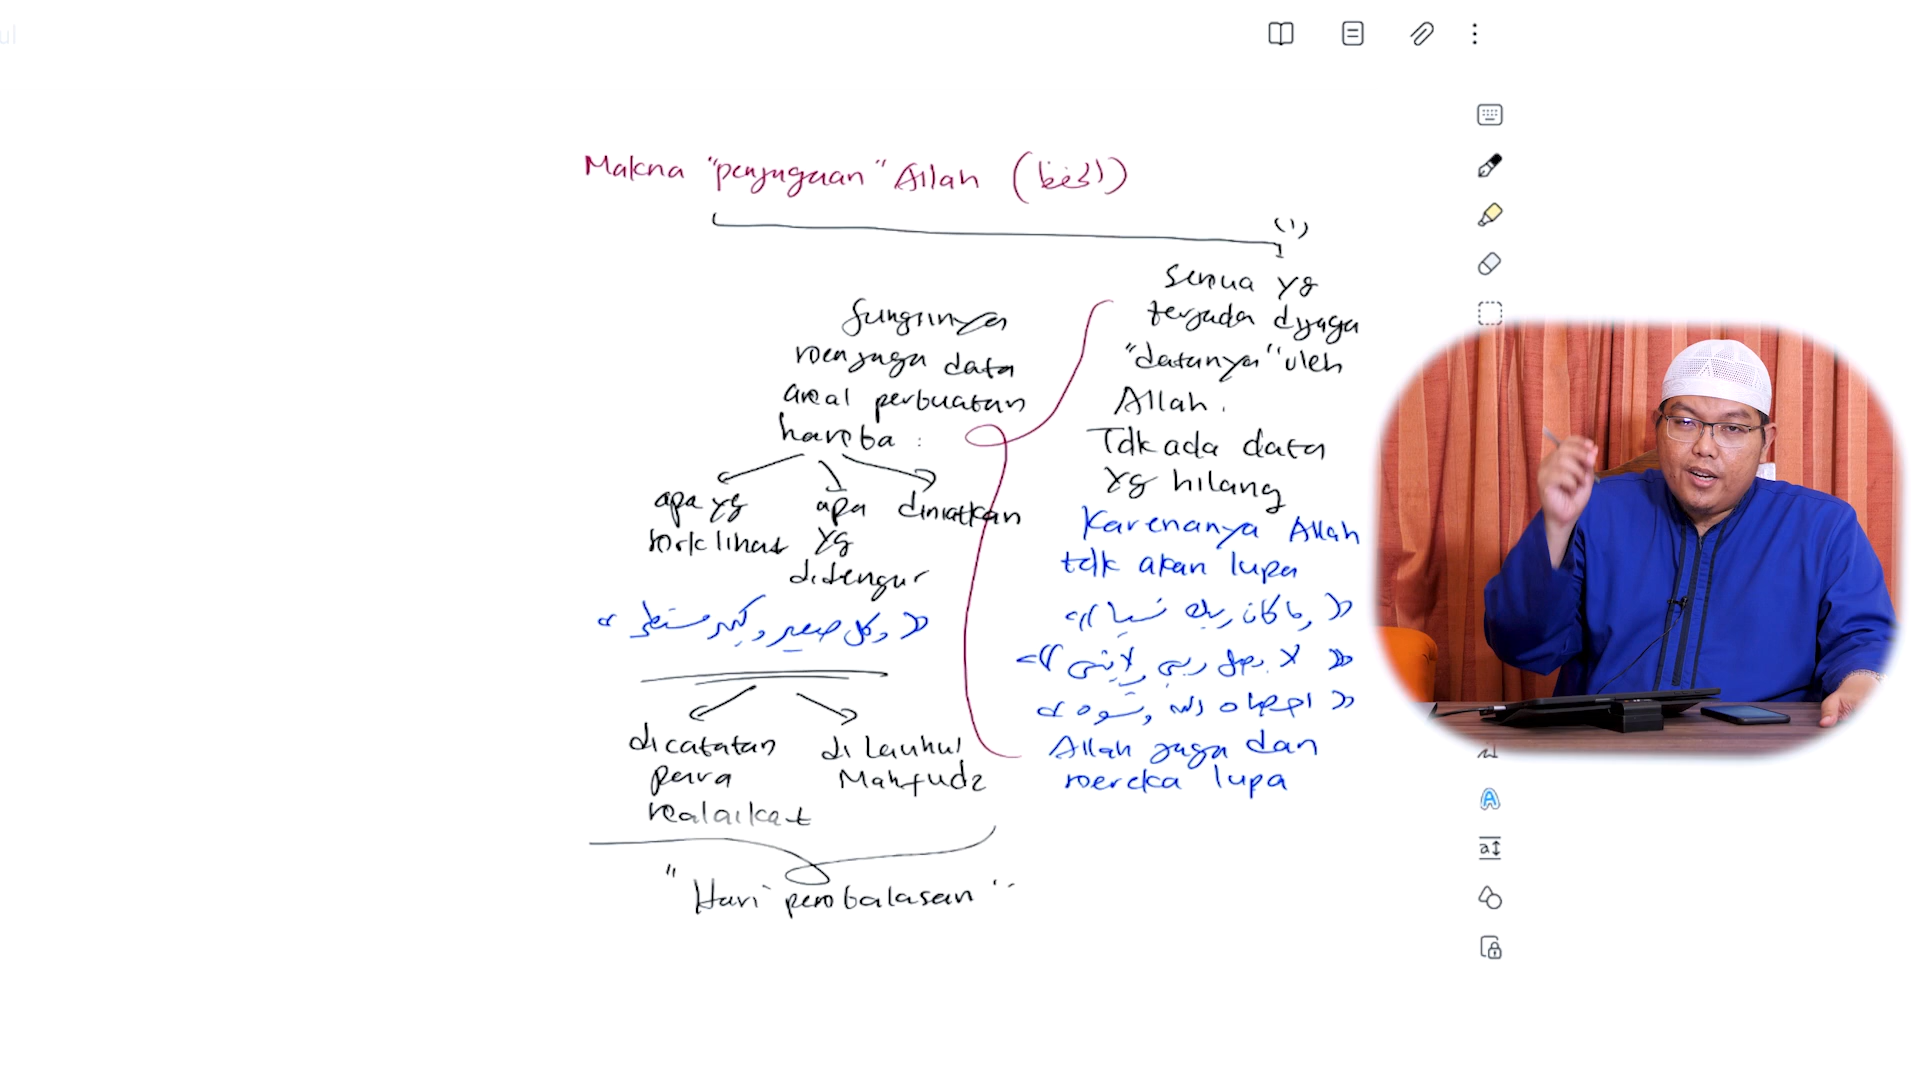 Makna "penjagaan" Allah (الحفظ)
(1)
Semua yg
terjadi dijaga
"datanya" oleh
Allah.
Tdk ada data
yg hilang
Karenanya Allah
tdk akan lupa
« وما كان ربك نسيا »
« لا يضل ربي ولا ينسى »
« احصاه الله ونسوه »
Allah jaga dan
mereka lupa
fungsinya
menjaga data
amal perbuatan
hamba :
apa yg
terlihat
apa
yg
didengar
diniatkan
« وكل صغير وكبير مستطر »
dicatatan
para
malaikat
di Lauhul
Mahfudz
"Hari pembalasan"